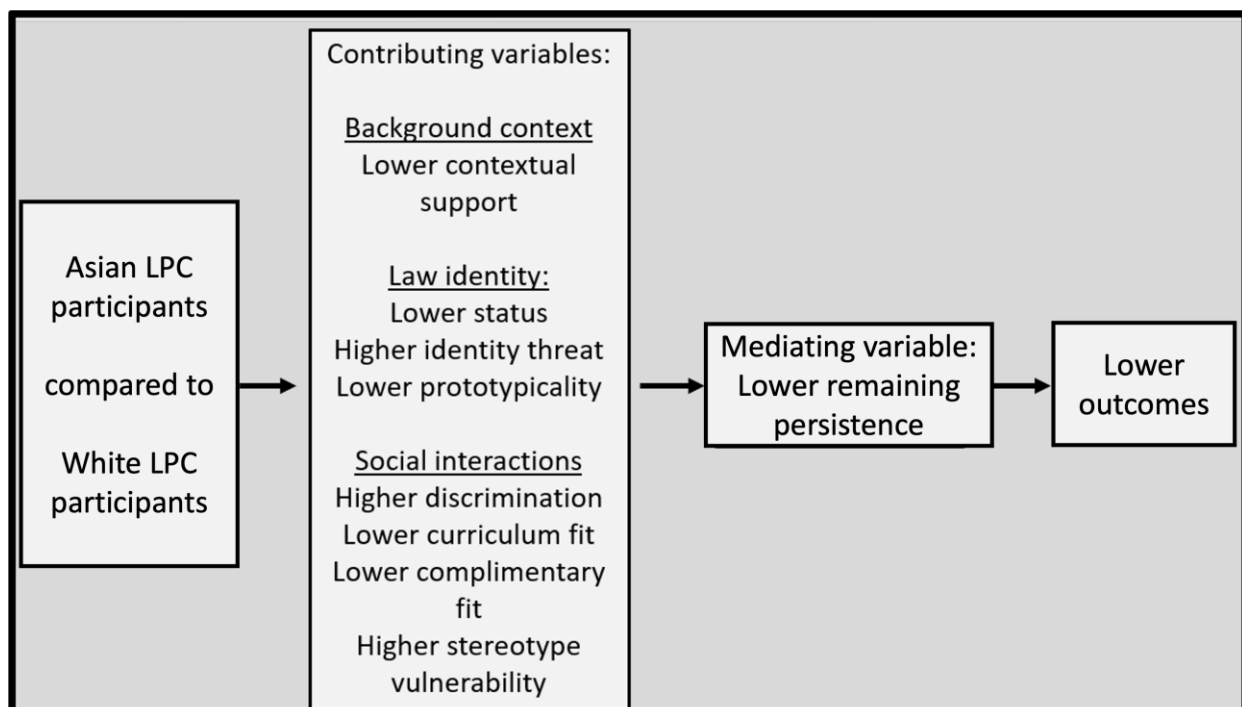 Asian LPC
participants
compared to
White LPC
participants
Contributing variables:
Background context
Lower contextual
support
Law identity:
Lower status
Higher identity threat
Lower prototypicality
Social interactions
Higher discrimination
Lower curriculum fit
Lower complimentary
fit
Higher stereotype
vulnerability
Mediating variable:
Lower remaining
persistence
Lower
outcomes